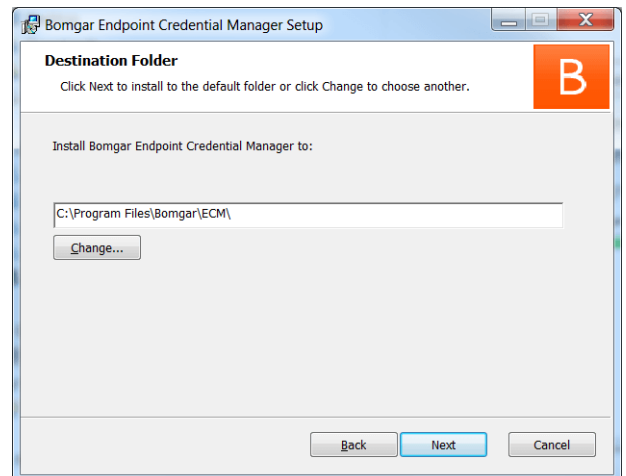 Bomgar Endpoint Credential Manager Setup
Destination Folder
Click Next to install to the default folder or click Change to choose another.
B
Install Bomgar Endpoint Credential Manager to:
C:\Program Files\Bomgar\ECM\
Change...
Back Next Cancel